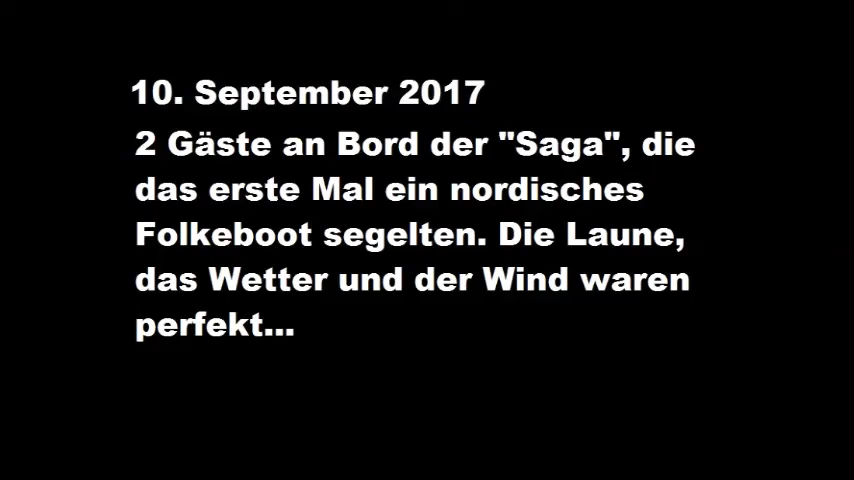 10. September 2017
2 Gäste an Bord der "Saga", die
das erste Mal ein nordisches
Folkeboot segelten. Die Laune,
das Wetter und der Wind waren
perfekt...